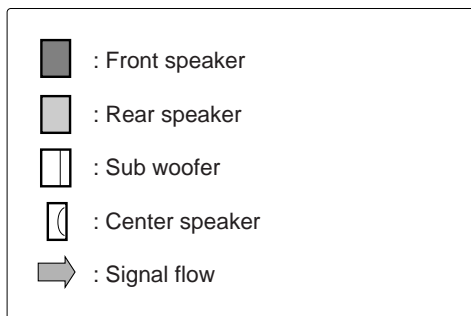 : Front speaker
: Rear speaker
: Sub woofer
: Center speaker
: Signal flow